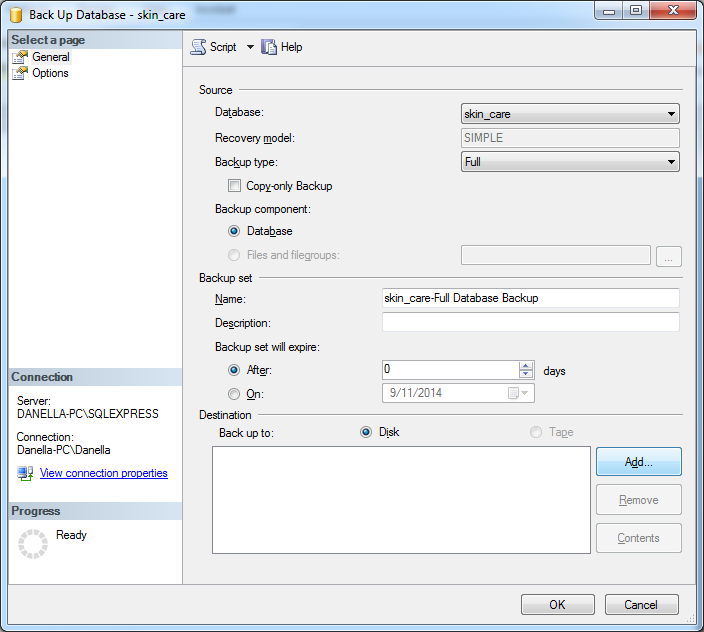 Back Up Database - skin_care
Select a page
General
Options
Script
Help
Source
Database:
skin_care
Recovery model:
SIMPLE
Backup type:
Full
Copy-only Backup
Backup component:
Database
Files and filegroups:
...
Backup set
Name:
skin_care-Full Database Backup
Description:
Backup set will expire:
After:
0
days
On:
9/11/2014
Destination
Back up to:
Disk
Tape
Add...
Remove
Contents
Connection
Server:
DANELLA-PC\SQLEXPRESS
Connection:
Danella-PC\Danella
View connection properties
Progress
Ready
OK
Cancel